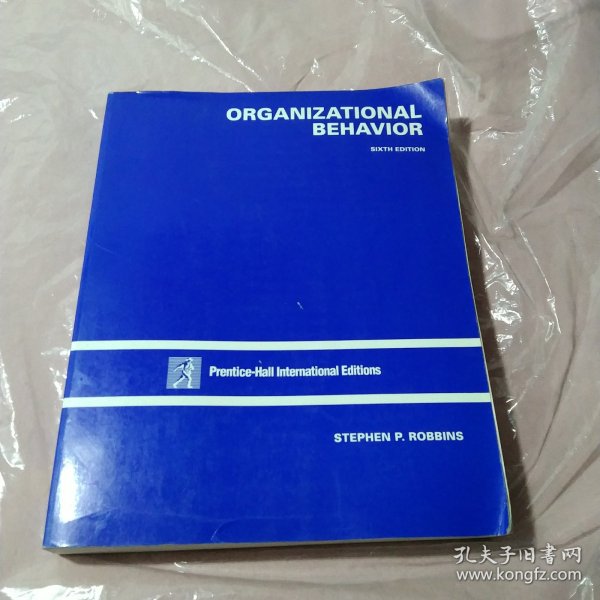 ORGANIZATIONAL
BEHAVIOR
SIXTH EDITION
Prentice-Hall International Editions
STEPHEN P. ROBBINS
孔夫子旧书网
www.kongfz.com